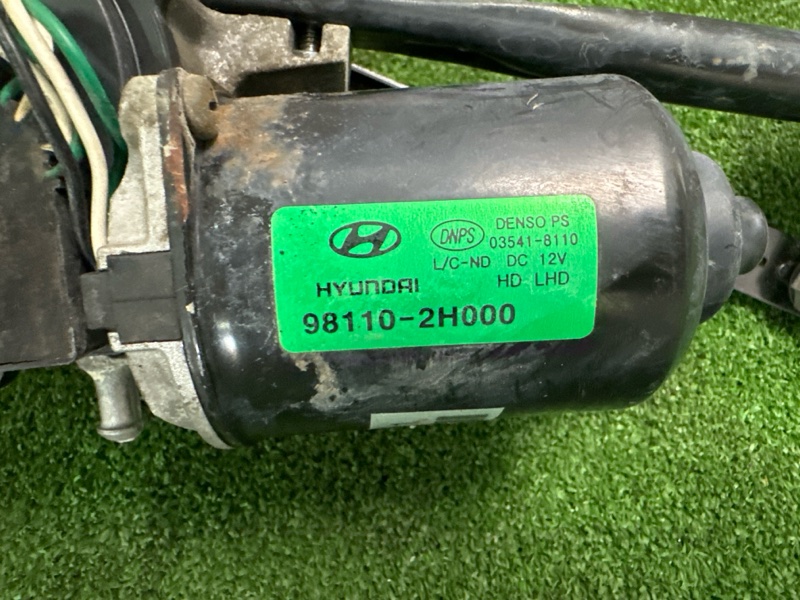 DNPS
DENSO PS
03541-8110
L/C-ND DC 12V
HD LHD
HYUNDAI
98110-2H000